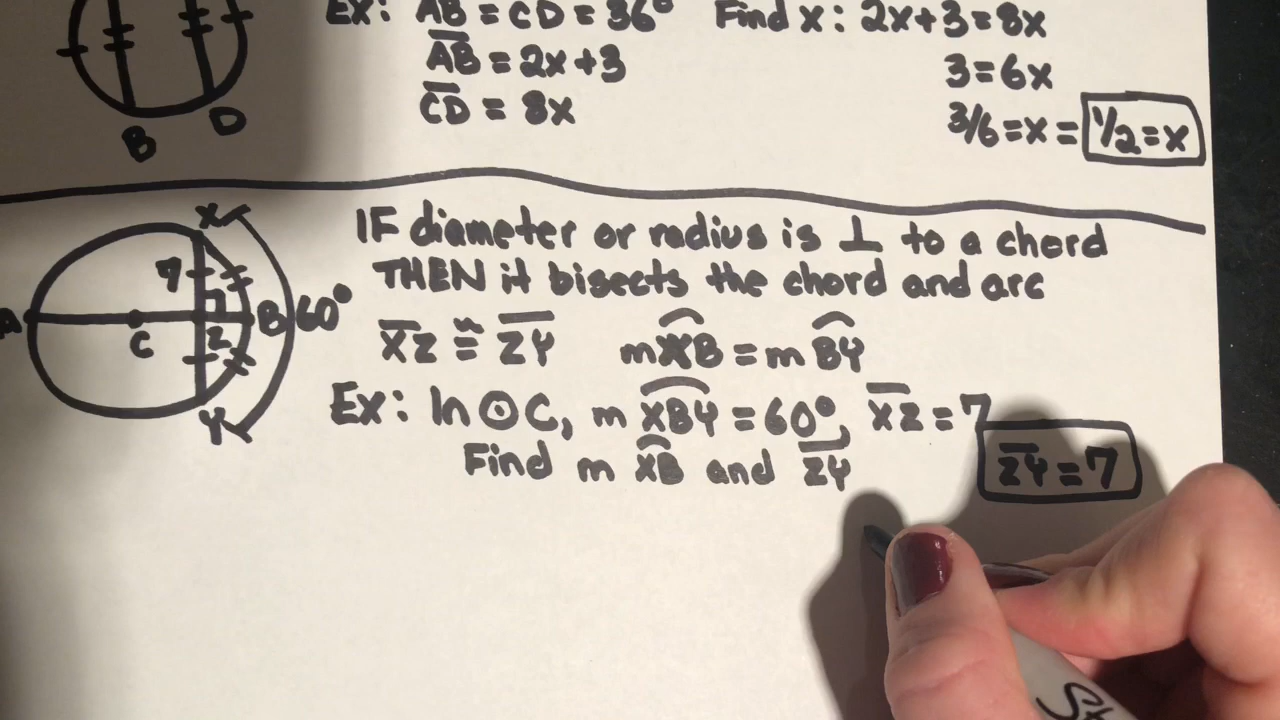 Ex: AB = CD = 36° Find x: 2x+3=8x
AB = 2x+3 3=6x
CD = 8x 3/6=x= 1/2=x
B D
X
IF diameter or radius is ⊥ to a chord
7 THEN it bisects the chord and arc
A C Z B 60°
XZ ≅ ZY mXB = mBY
Y
Ex: In ⊙C, m XBY = 60°, XZ = 7
Find m XB and ZY ZY = 7